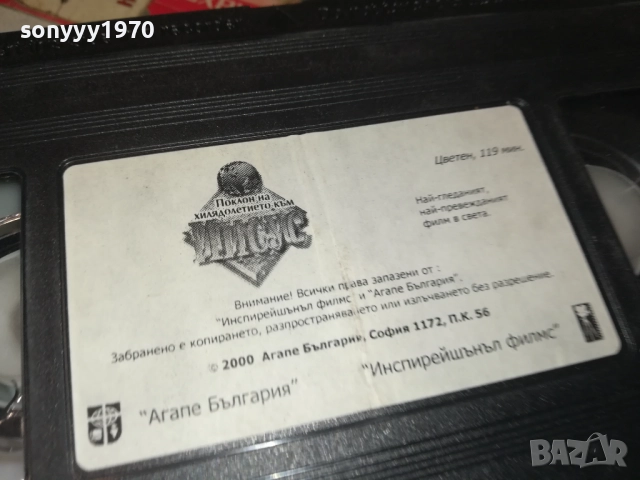 sonyyy1970
Поклон на
хилядолетието към
ИИСУС
Цветен, 119 мин.
Най-гледаният,
най-превежданият
филм в света.
Внимание! Всички права запазени от :
"Инспирейшънъл филмс" и "Агапе България".
Забранено е копирането, разпространяването или излъчването без разрешение.
© 2000 Агапе България, София 1172, П.К. 56
"Агапе България"
"Инспирейшънъл филмс"
BAZAR